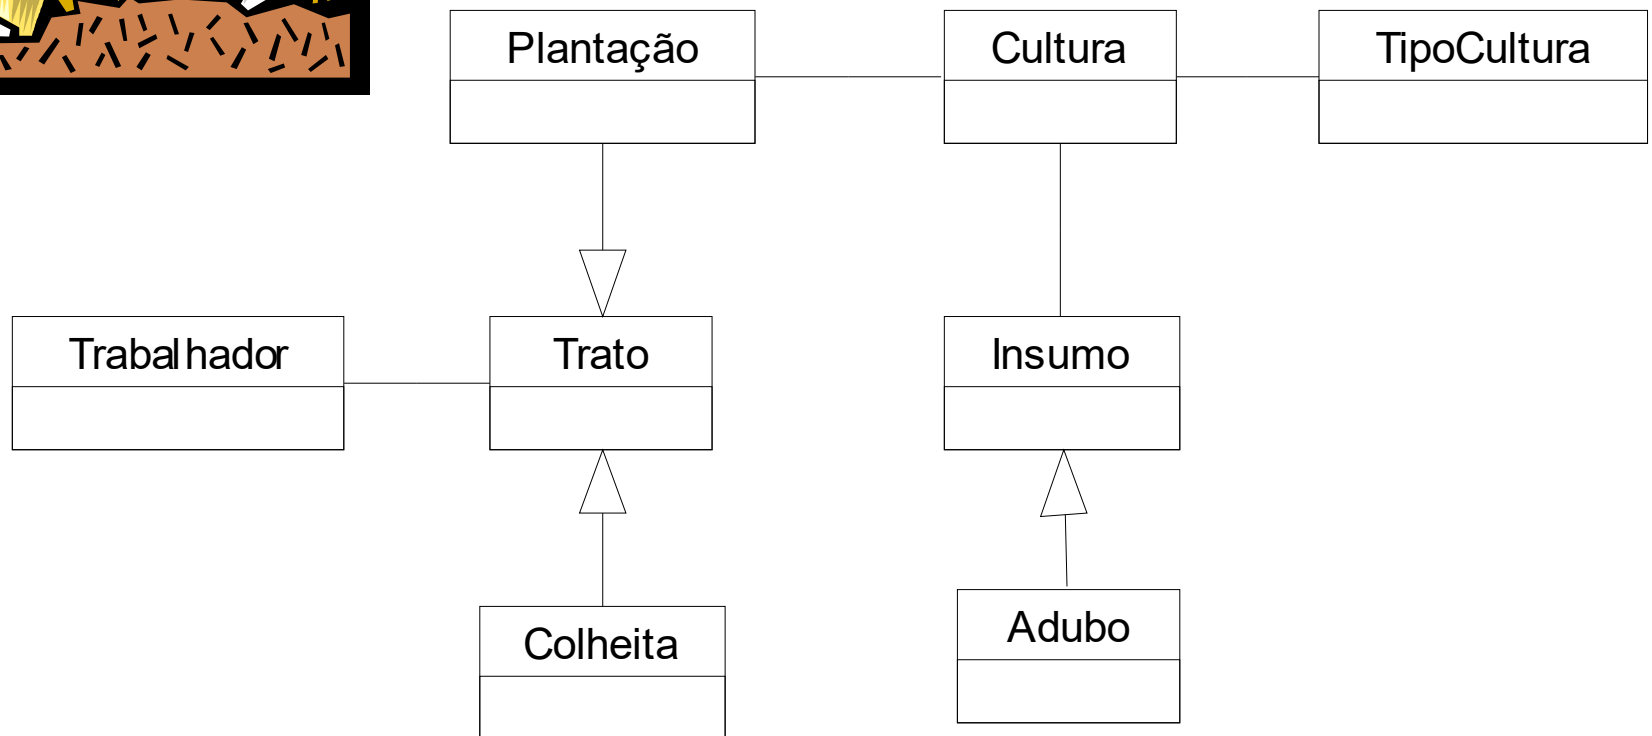 Plantação
Cultura
TipoCultura
Trabalhador
Trato
Insumo
Colheita
Adubo